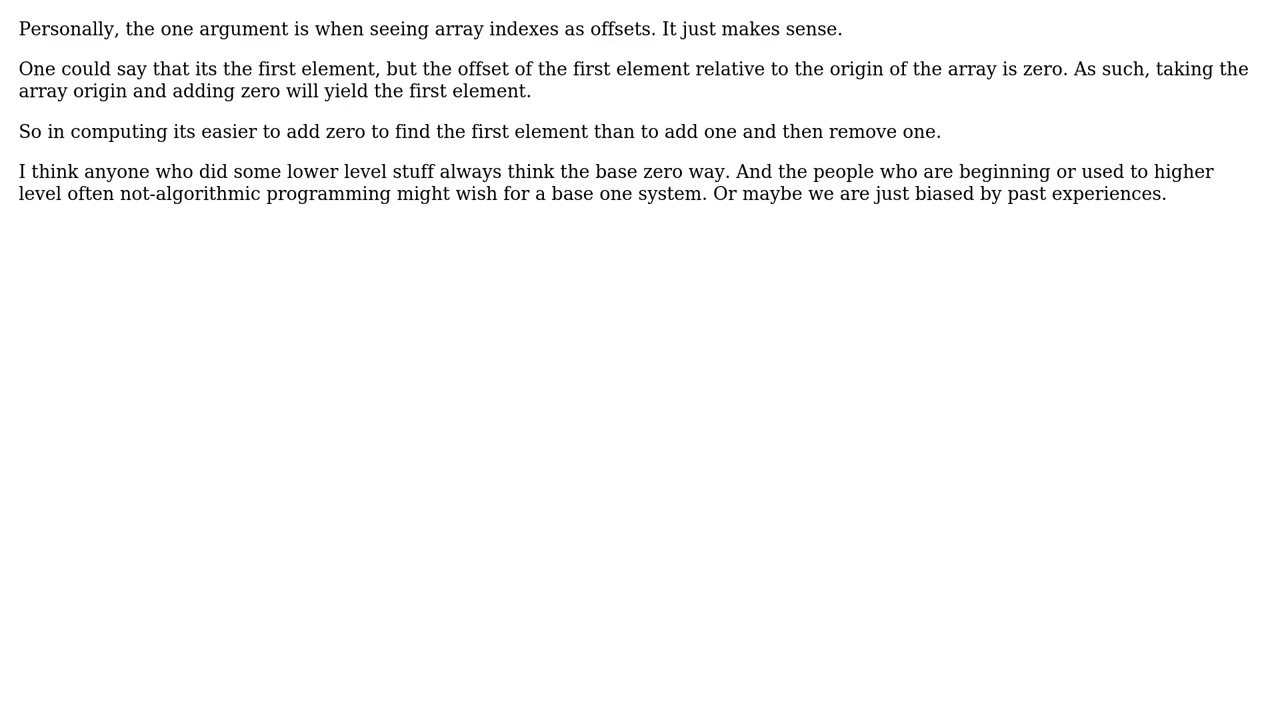 Personally, the one argument is when seeing array indexes as offsets. It just makes sense.
One could say that its the first element, but the offset of the first element relative to the origin of the array is zero. As such, taking the
array origin and adding zero will yield the first element.
So in computing its easier to add zero to find the first element than to add one and then remove one.
I think anyone who did some lower level stuff always think the base zero way. And the people who are beginning or used to higher
level often not-algorithmic programming might wish for a base one system. Or maybe we are just biased by past experiences.